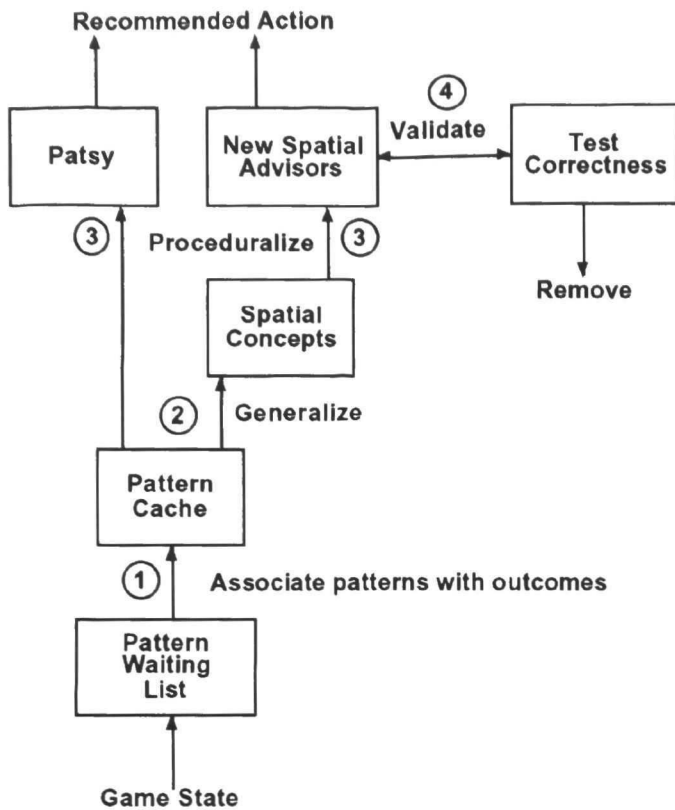 Recommended Action
Patsy
New Spatial
Advisors
4
Validate
Test
Correctness
3
Proceduralize
3
Remove
Spatial
Concepts
2
Generalize
Pattern
Cache
1
Associate patterns with outcomes
Pattern
Waiting
List
Game State